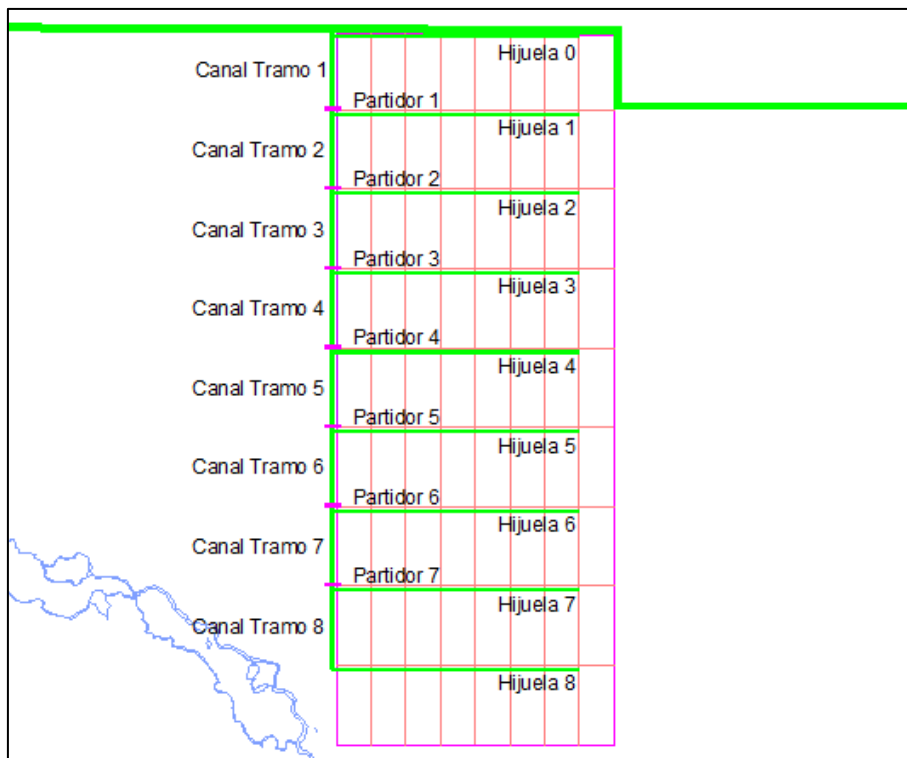 Hijuela 0
Canal Tramo 1
Partidor 1
Hijuela 1
Canal Tramo 2
Partidor 2
Hijuela 2
Canal Tramo 3
Partidor 3
Hijuela 3
Canal Tramo 4
Partidor 4
Hijuela 4
Canal Tramo 5
Partidor 5
Hijuela 5
Canal Tramo 6
Partidor 6
Hijuela 6
Canal Tramo 7
Partidor 7
Hijuela 7
Canal Tramo 8
Hijuela 8